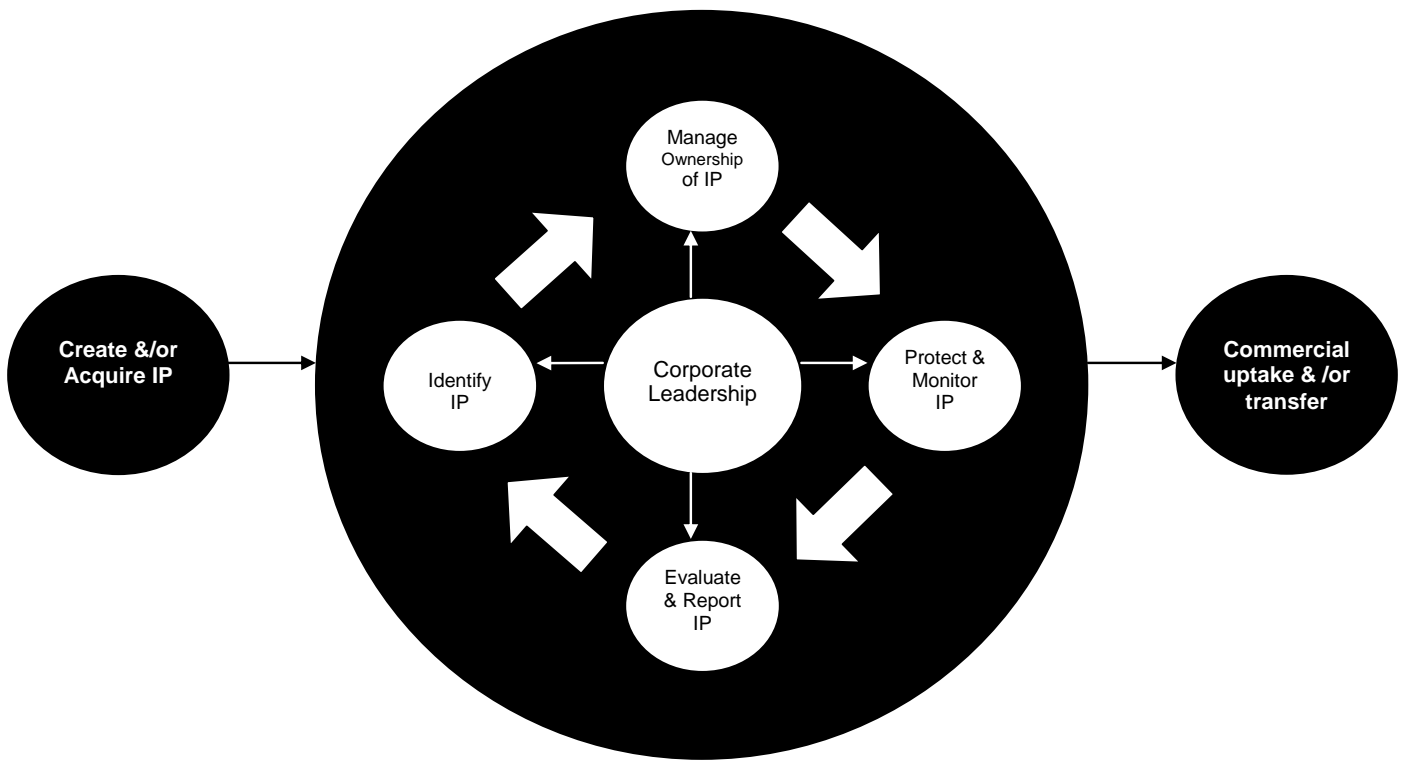 Manage
Ownership
of IP
Create &/or
Acquire IP
Identify
IP
Corporate
Leadership
Protect &
Monitor
IP
Commercial
uptake & /or
transfer
Evaluate
& Report
IP